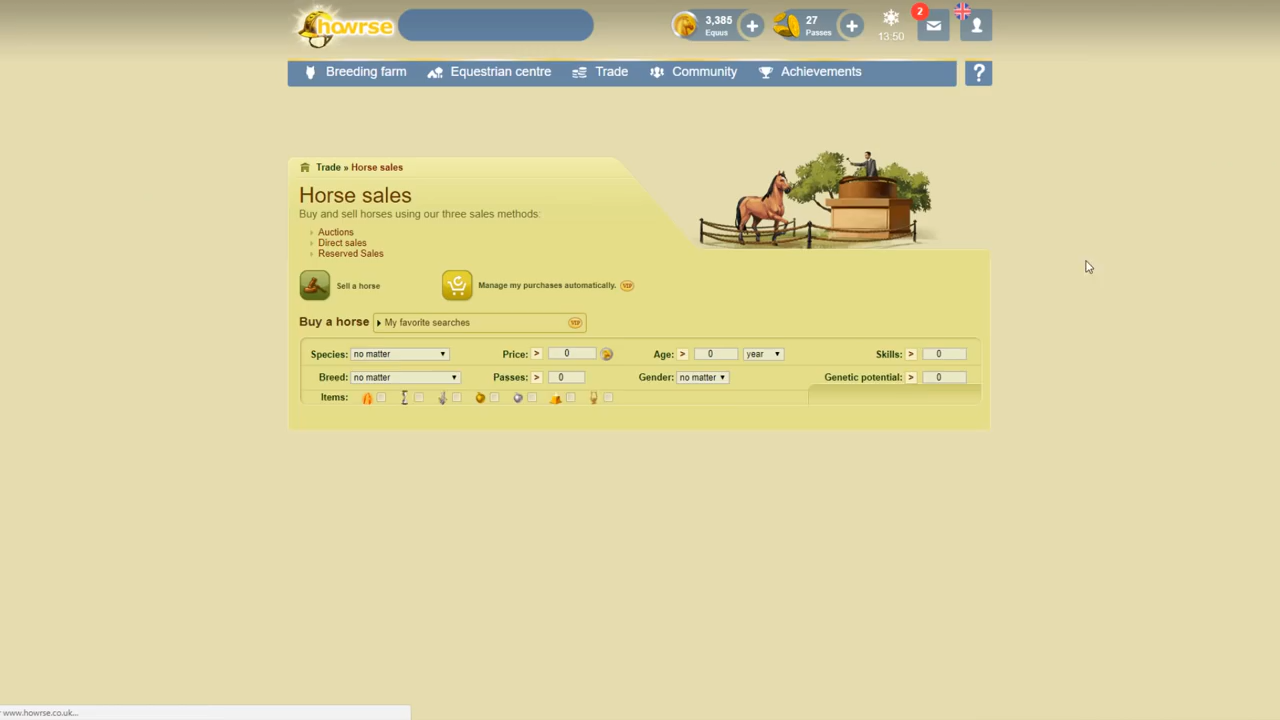 howrse
3,385
Equus
27
Passes
13:50
2
Breeding farm
Equestrian centre
Trade
Community
Achievements
?
Trade » Horse sales
Horse sales
Buy and sell horses using our three sales methods:
Auctions
Direct sales
Reserved Sales
Sell a horse
Manage my purchases automatically. VIP
Buy a horse My favorite searches VIP
Species: no matter Price: > 0 Age: > 0 year Skills: > 0
Breed: no matter Passes: > 0 Gender: no matter Genetic potential: > 0
Items:
www.howrse.co.uk...